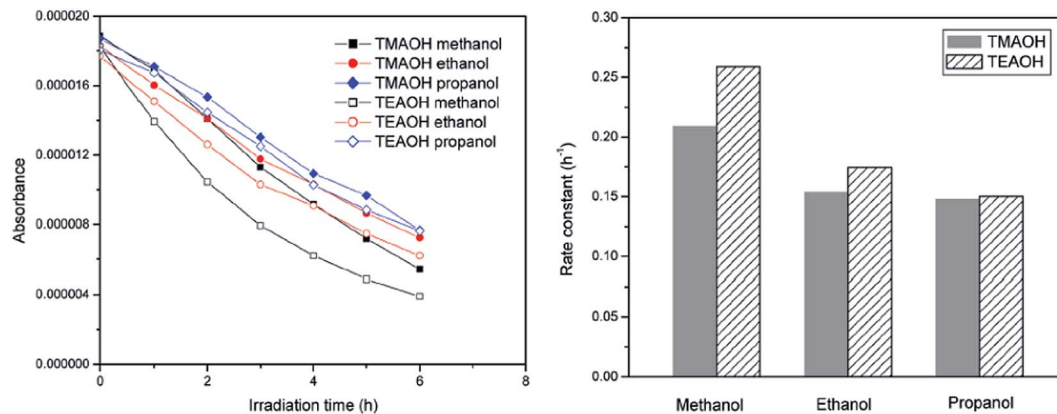 0.000020
0.000016
0.000012
0.000008
0.000004
0.000000
Absorbance
TMAOH methanol
TMAOH ethanol
TMAOH propanol
TEAOH methanol
TEAOH ethanol
TEAOH propanol
0 2 4 6 8
Irradiation time (h)
0.30
0.25
0.20
0.15
0.10
0.05
0.00
Rate constant (h⁻¹)
TMAOH
TEAOH
Methanol Ethanol Propanol